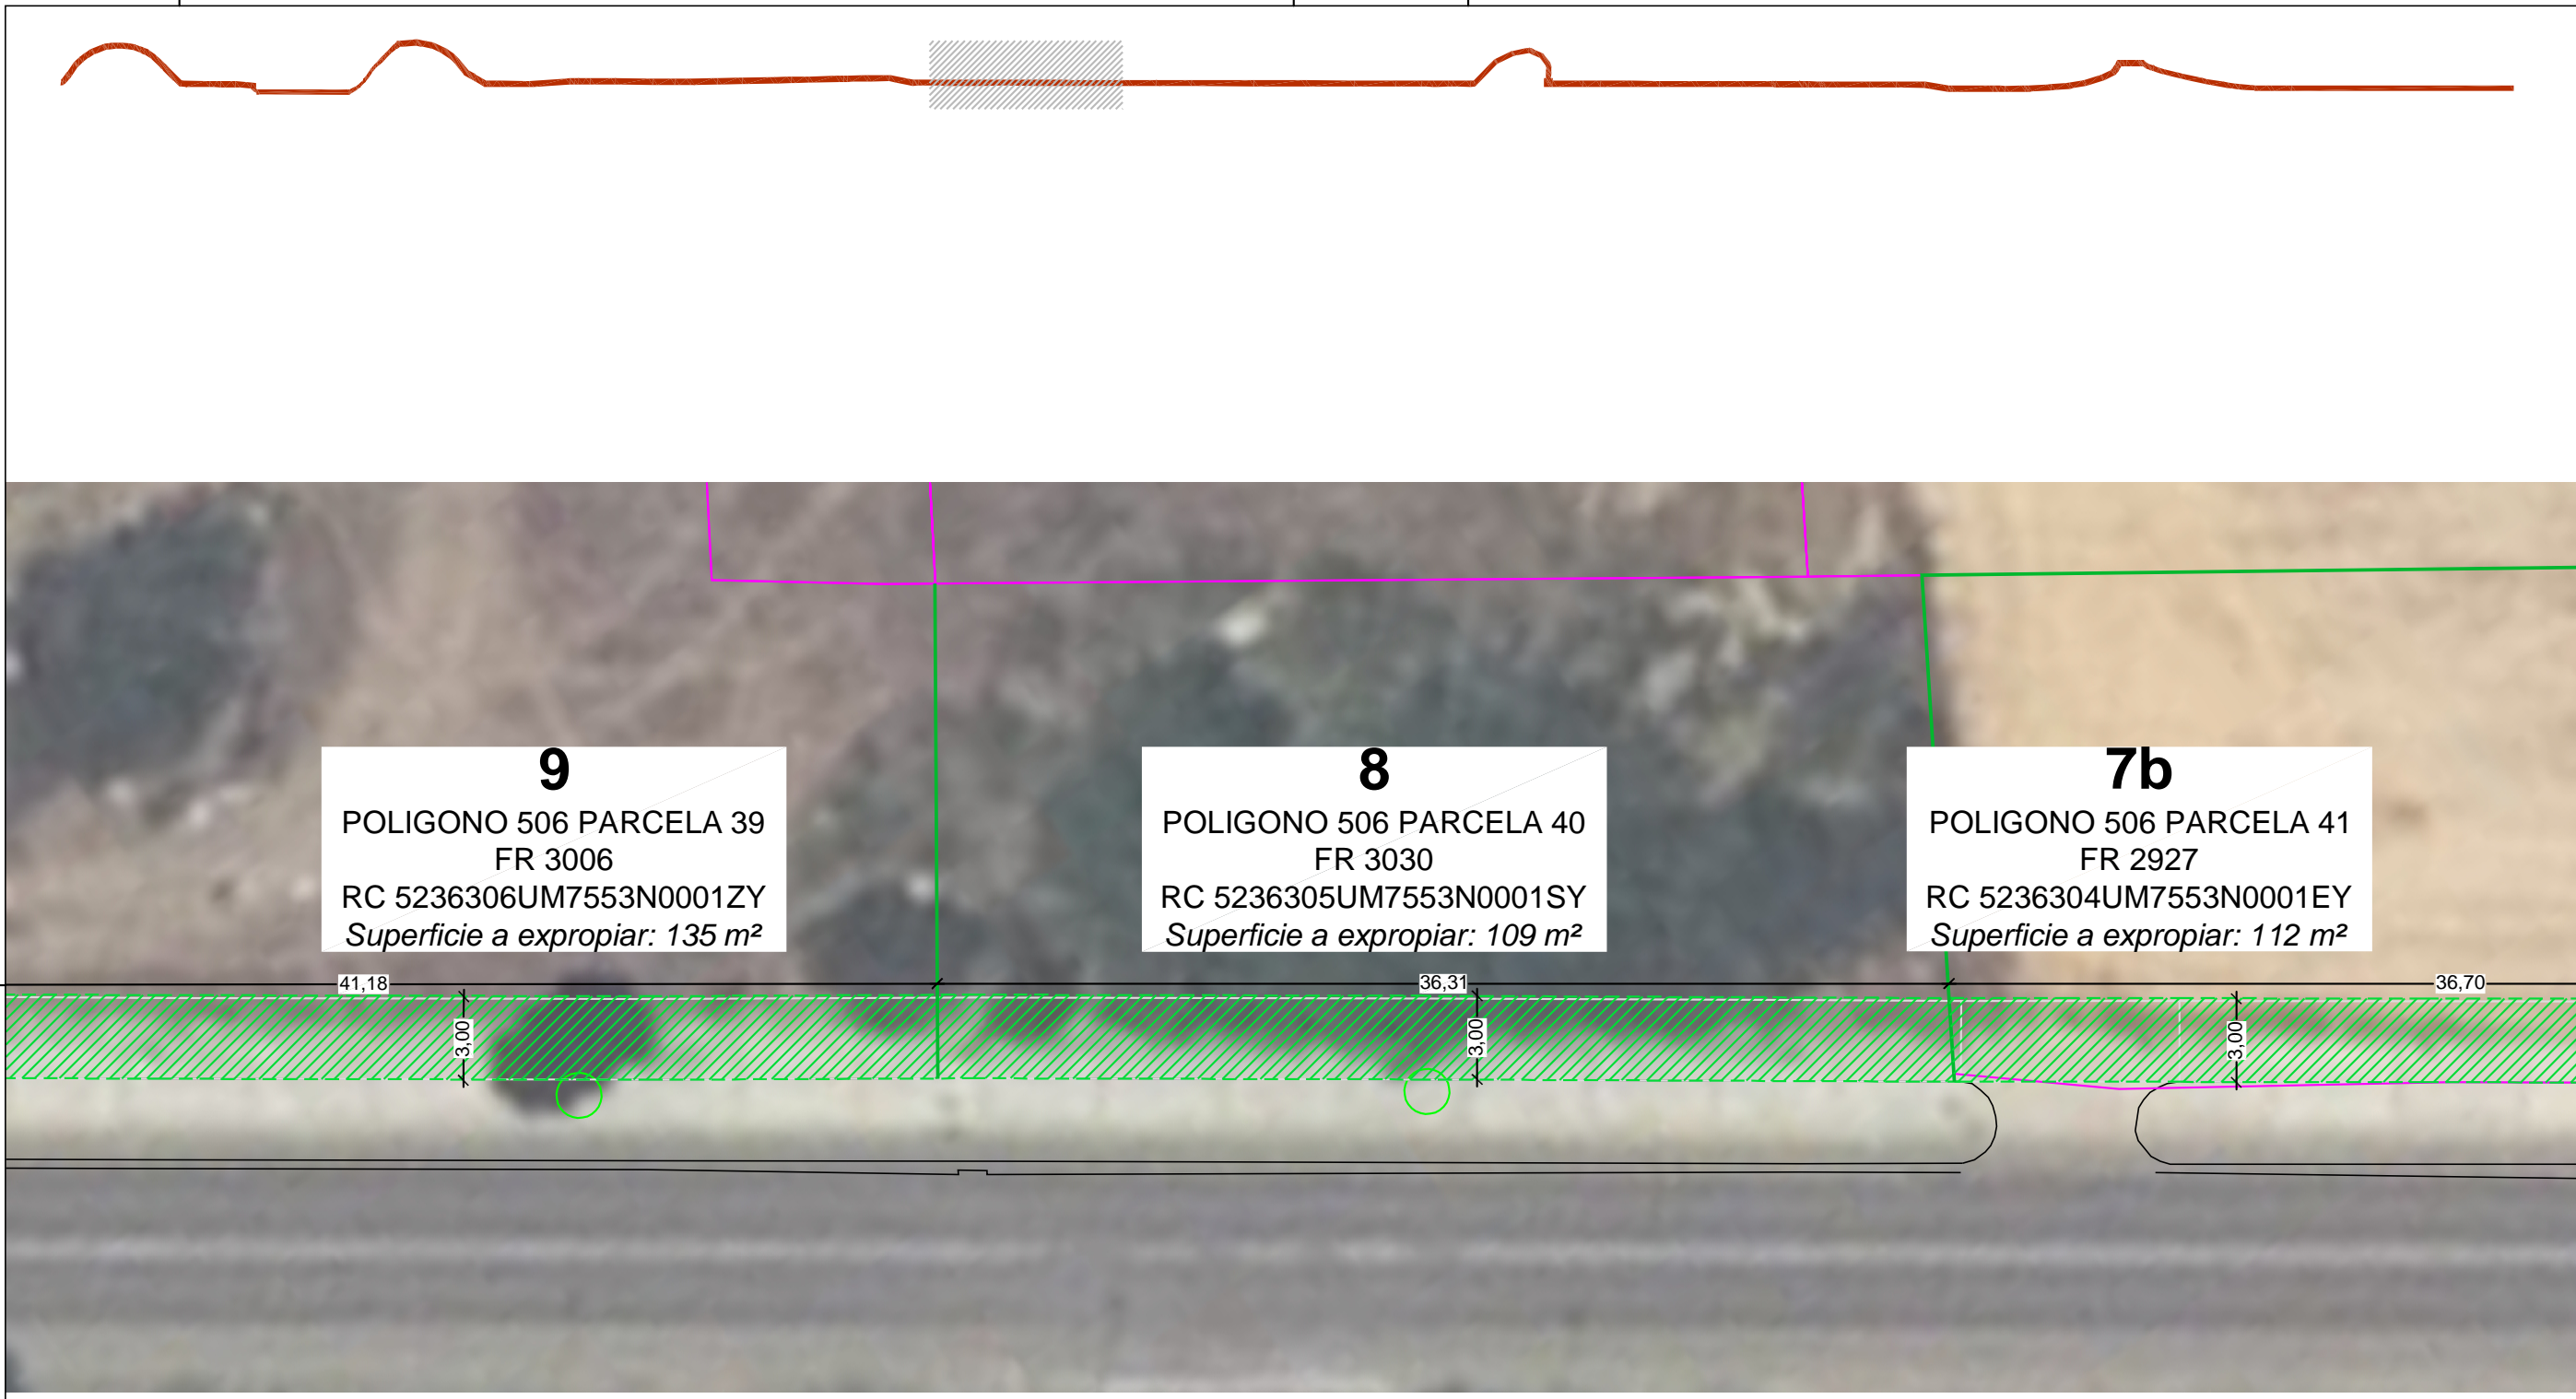 9
POLIGONO 506 PARCELA 39
FR 3006
RC 5236306UM7553N0001ZY
Superficie a expropiar: 135 m²
8
POLIGONO 506 PARCELA 40
FR 3030
RC 5236305UM7553N0001SY
Superficie a expropiar: 109 m²
7b
POLIGONO 506 PARCELA 41
FR 2927
RC 5236304UM7553N0001EY
Superficie a expropiar: 112 m²
41,18
36,31
36,70
3,00
3,00
3,00